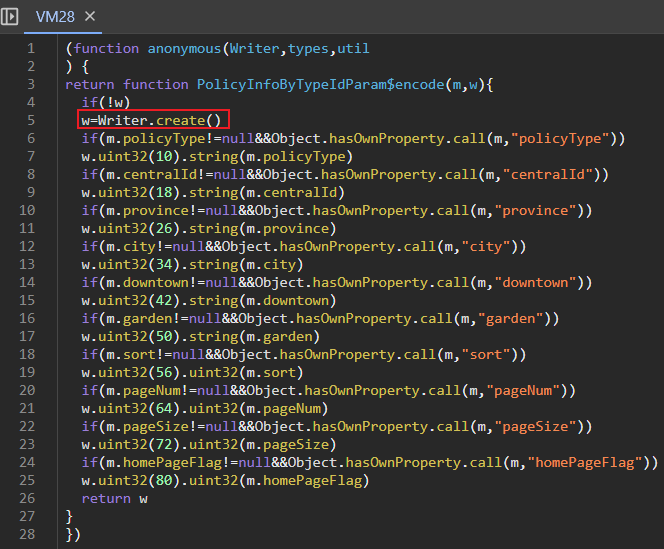 VM28
1 (function anonymous(Writer,types,util
2 ) {
3 return function PolicyInfoByTypeIdParam$encode(m,w){
4 if(!w)
5 w=Writer.create()
6 if(m.policyType!=null&&Object.hasOwnProperty.call(m,"policyType"))
7 w.uint32(10).string(m.policyType)
8 if(m.centralId!=null&&Object.hasOwnProperty.call(m,"centralId"))
9 w.uint32(18).string(m.centralId)
10 if(m.province!=null&&Object.hasOwnProperty.call(m,"province"))
11 w.uint32(26).string(m.province)
12 if(m.city!=null&&Object.hasOwnProperty.call(m,"city"))
13 w.uint32(34).string(m.city)
14 if(m.downtown!=null&&Object.hasOwnProperty.call(m,"downtown"))
15 w.uint32(42).string(m.downtown)
16 if(m.garden!=null&&Object.hasOwnProperty.call(m,"garden"))
17 w.uint32(50).string(m.garden)
18 if(m.sort!=null&&Object.hasOwnProperty.call(m,"sort"))
19 w.uint32(56).uint32(m.sort)
20 if(m.pageNum!=null&&Object.hasOwnProperty.call(m,"pageNum"))
21 w.uint32(64).uint32(m.pageNum)
22 if(m.pageSize!=null&&Object.hasOwnProperty.call(m,"pageSize"))
23 w.uint32(72).uint32(m.pageSize)
24 if(m.homePageFlag!=null&&Object.hasOwnProperty.call(m,"homePageFlag"))
25 w.uint32(80).uint32(m.homePageFlag)
26 return w
27 }
28 })